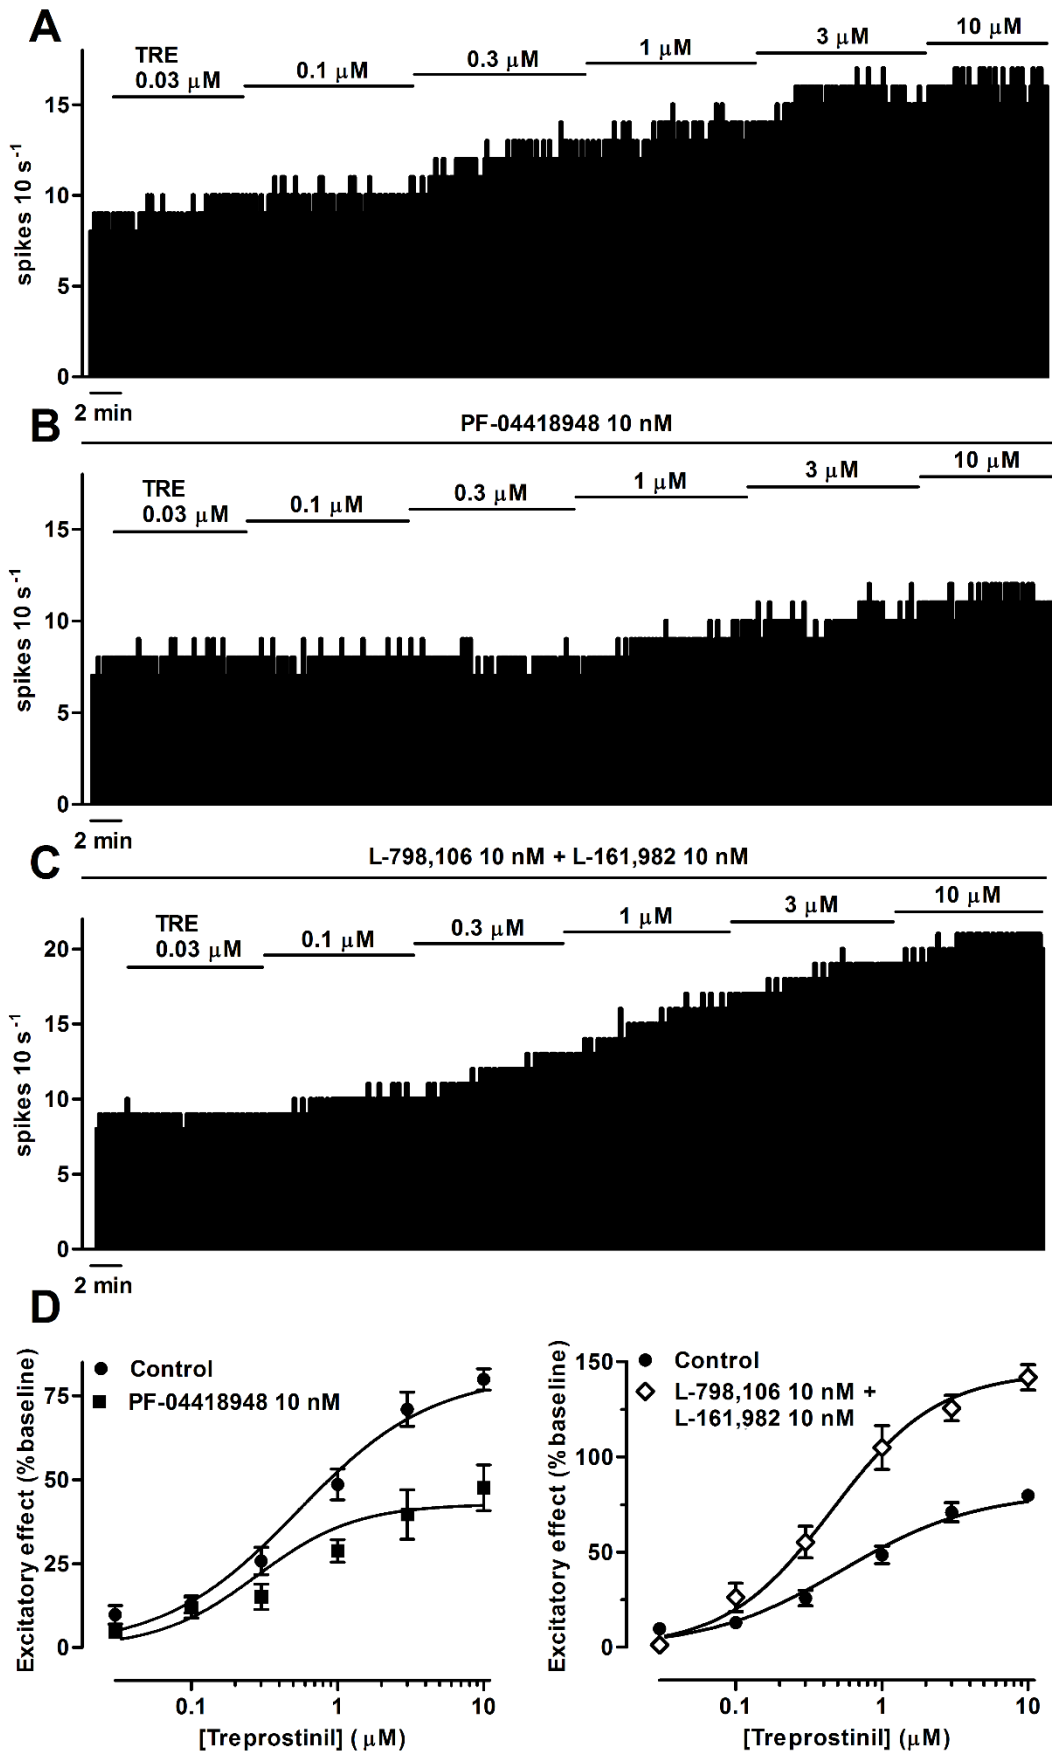 A
TRE
0.03 μM
0.1 μM
0.3 μM
1 μM
3 μM
10 μM
spikes 10 s⁻¹
15
10
5
0
2 min
B
PF-04418948 10 nM
TRE
0.03 μM
0.1 μM
0.3 μM
1 μM
3 μM
10 μM
spikes 10 s⁻¹
15
10
5
0
2 min
C
L-798,106 10 nM + L-161,982 10 nM
TRE
0.03 μM
0.1 μM
0.3 μM
1 μM
3 μM
10 μM
spikes 10 s⁻¹
20
15
10
5
0
2 min
D
Excitatory effect (%baseline)
Control
PF-04418948 10 nM
75
50
25
0
0.1
1
10
[Treprostinil] ( μM)
Excitatory effect (%baseline)
Control
L-798,106 10 nM +
L-161,982 10 nM
150
100
50
0
0.1
1
10
[Treprostinil] (μM)